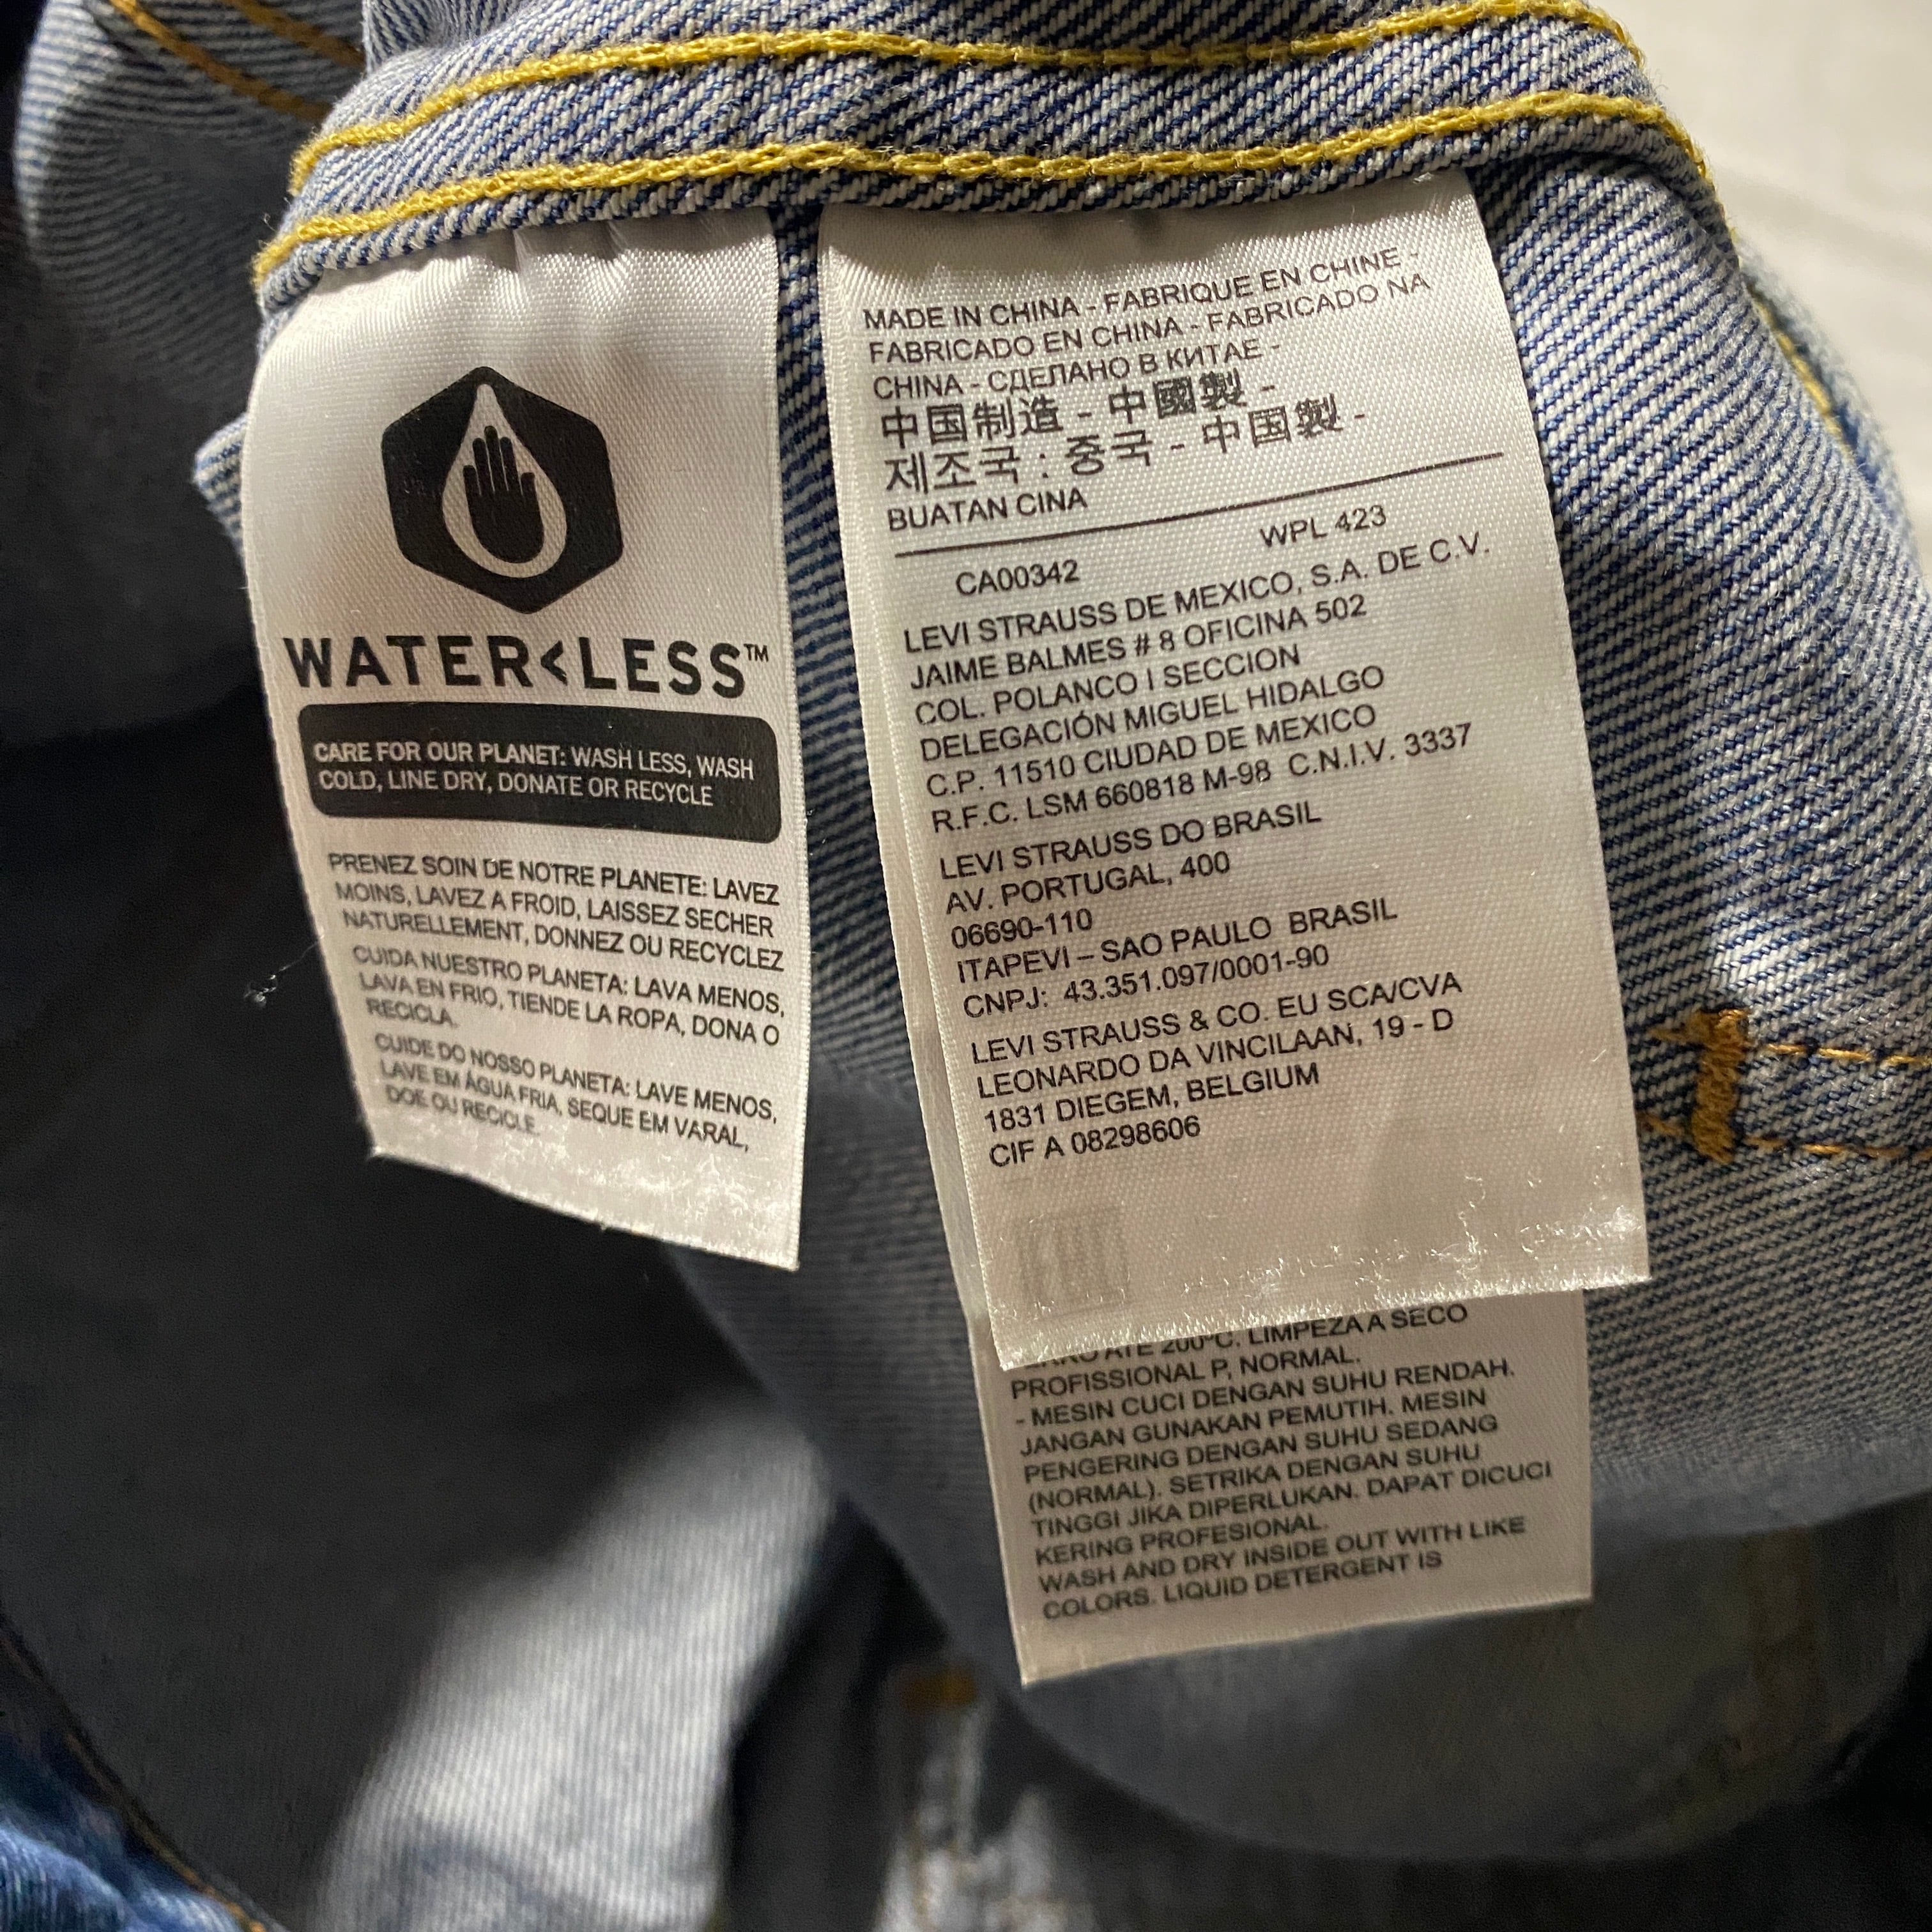 WATER<LESS™
CARE FOR OUR PLANET: WASH LESS, WASH
COLD, LINE DRY, DONATE OR RECYCLE
PRENEZ SOIN DE NOTRE PLANETE: LAVEZ
MOINS, LAVEZ A FROID, LAISSEZ SECHER
NATURELLEMENT, DONNEZ OU RECYCLEZ
CUIDA NUESTRO PLANETA: LAVA MENOS,
LAVA EN FRIO, TIENDE LA ROPA, DONA O
RECICLA.
CUIDE DO NOSSO PLANETA: LAVE MENOS,
LAVE EM ÁGUA FRIA, SEQUE EM VARAL,
DOE OU RECICLE.
MADE IN CHINA - FABRIQUE EN CHINE -
FABRICADO EN CHINA - FABRICADO NA
CHINA - СДЕЛАНО В КИТАЕ -
中国制造 - 中國製 -
제조국 : 중국 - 中国製 -
BUATAN CINA
CA00342 WPL 423
LEVI STRAUSS DE MEXICO, S.A. DE C.V.
JAIME BALMES # 8 OFICINA 502
COL. POLANCO I SECCION
DELEGACIÓN MIGUEL HIDALGO
C.P. 11510 CIUDAD DE MEXICO
R.F.C. LSM 660818 M-98 C.N.I.V. 3337
LEVI STRAUSS DO BRASIL
AV. PORTUGAL, 400
06690-110
ITAPEVI – SAO PAULO BRASIL
CNPJ: 43.351.097/0001-90
LEVI STRAUSS & CO. EU SCA/CVA
LEONARDO DA VINCILAAN, 19 - D
1831 DIEGEM, BELGIUM
CIF A 08298606
ATE 200ºC. LIMPEZA A SECO
PROFISSIONAL P, NORMAL.
- MESIN CUCI DENGAN SUHU RENDAH.
JANGAN GUNAKAN PEMUTIH. MESIN
PENGERING DENGAN SUHU SEDANG
(NORMAL). SETRIKA DENGAN SUHU
TINGGI JIKA DIPERLUKAN. DAPAT DICUCI
KERING PROFESIONAL.
WASH AND DRY INSIDE OUT WITH LIKE
COLORS. LIQUID DETERGENT IS